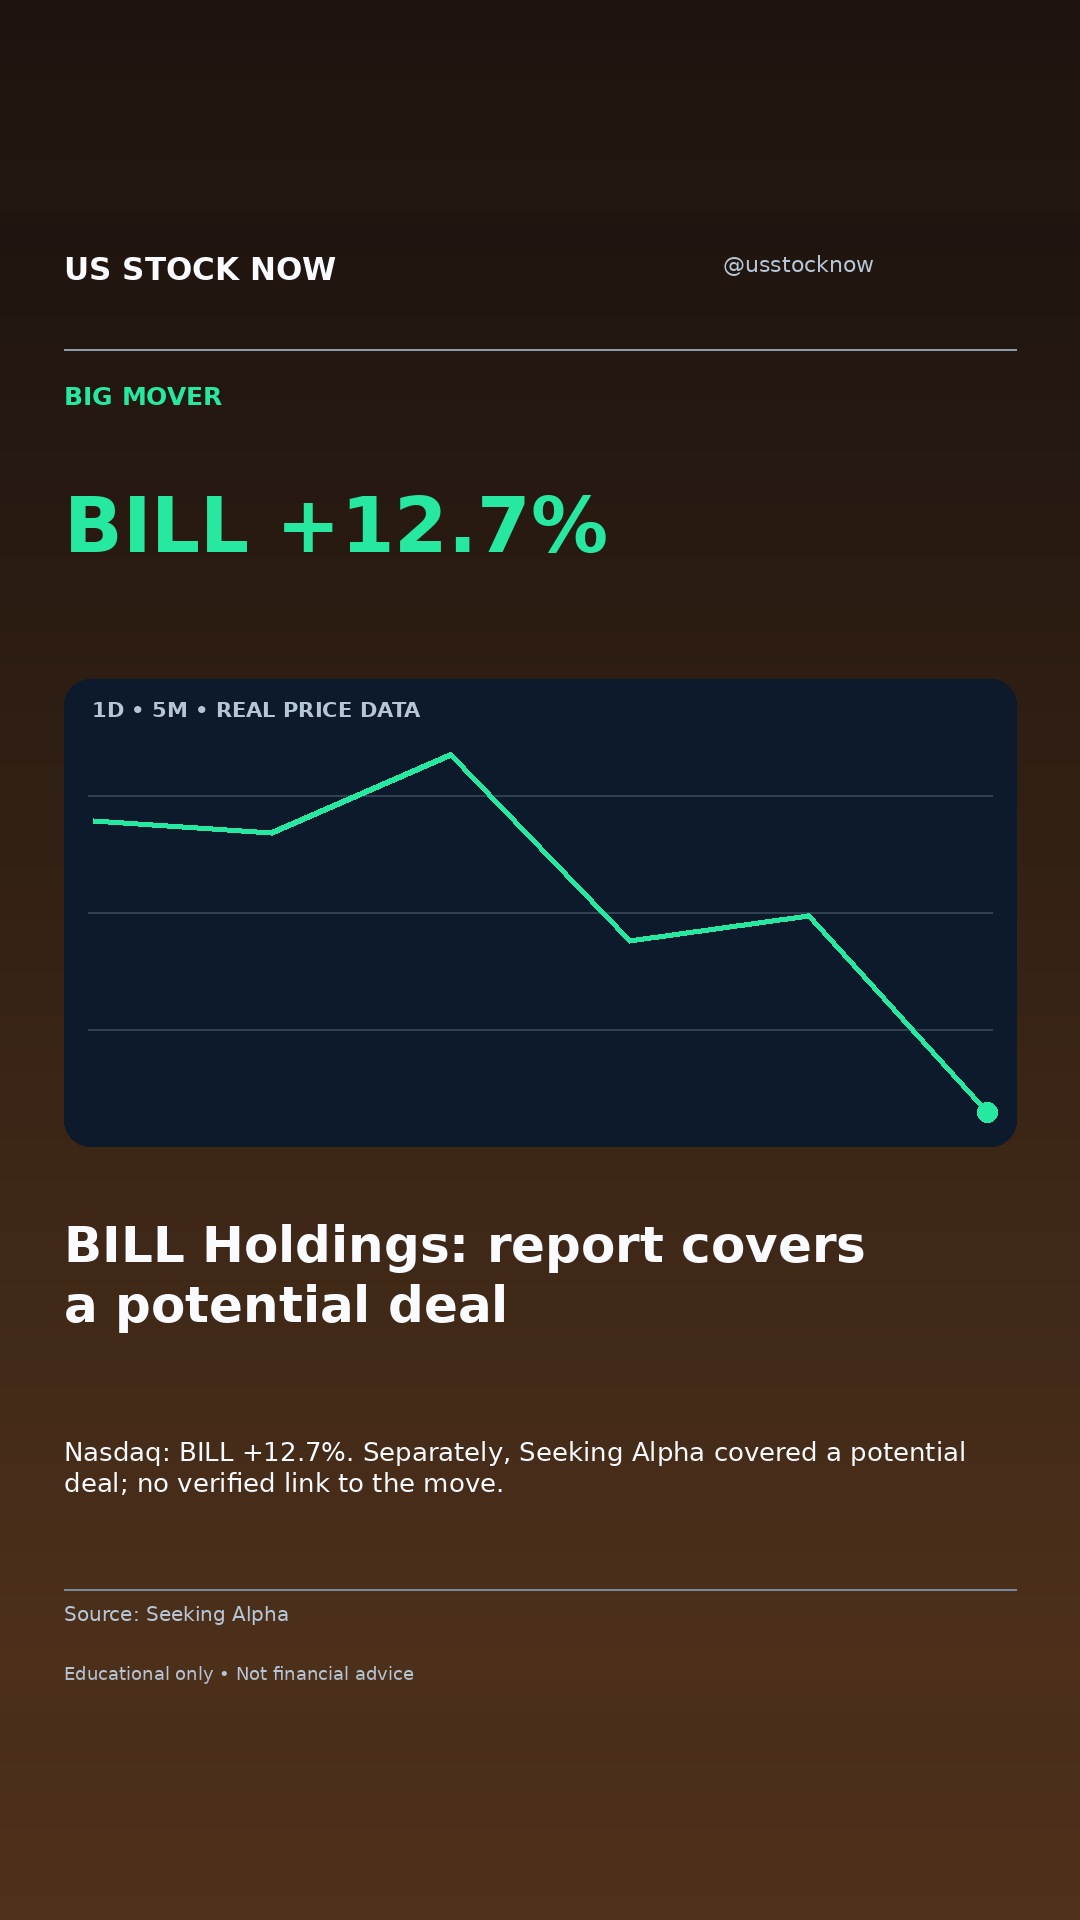 US STOCK NOW
@usstocknow
BIG MOVER
BILL +12.7%
1D • 5M • REAL PRICE DATA
BILL Holdings: report covers
a potential deal
Nasdaq: BILL +12.7%. Separately, Seeking Alpha covered a potential
deal; no verified link to the move.
Source: Seeking Alpha
Educational only • Not financial advice